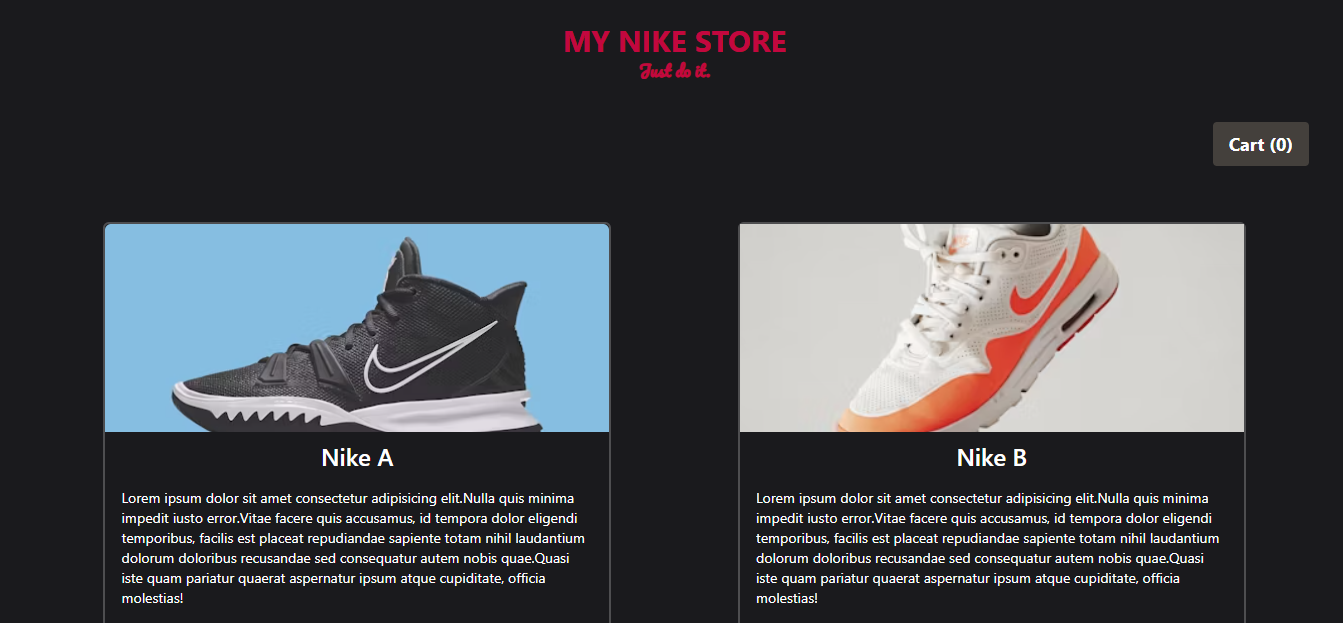 MY NIKE STORE
Just do it.
Cart (0)
Nike A
Lorem ipsum dolor sit amet consectetur adipisicing elit.Nulla quis minima
impedit iusto error.Vitae facere quis accusamus, id tempora dolor eligendi
temporibus, facilis est placeat repudiandae sapiente totam nihil laudantium
dolorum doloribus recusandae sed consequatur autem nobis quae.Quasi
iste quam pariatur quaerat aspernatur ipsum atque cupiditate, officia
molestias!
Nike B
Lorem ipsum dolor sit amet consectetur adipisicing elit.Nulla quis minima
impedit iusto error.Vitae facere quis accusamus, id tempora dolor eligendi
temporibus, facilis est placeat repudiandae sapiente totam nihil laudantium
dolorum doloribus recusandae sed consequatur autem nobis quae.Quasi
iste quam pariatur quaerat aspernatur ipsum atque cupiditate, officia
molestias!